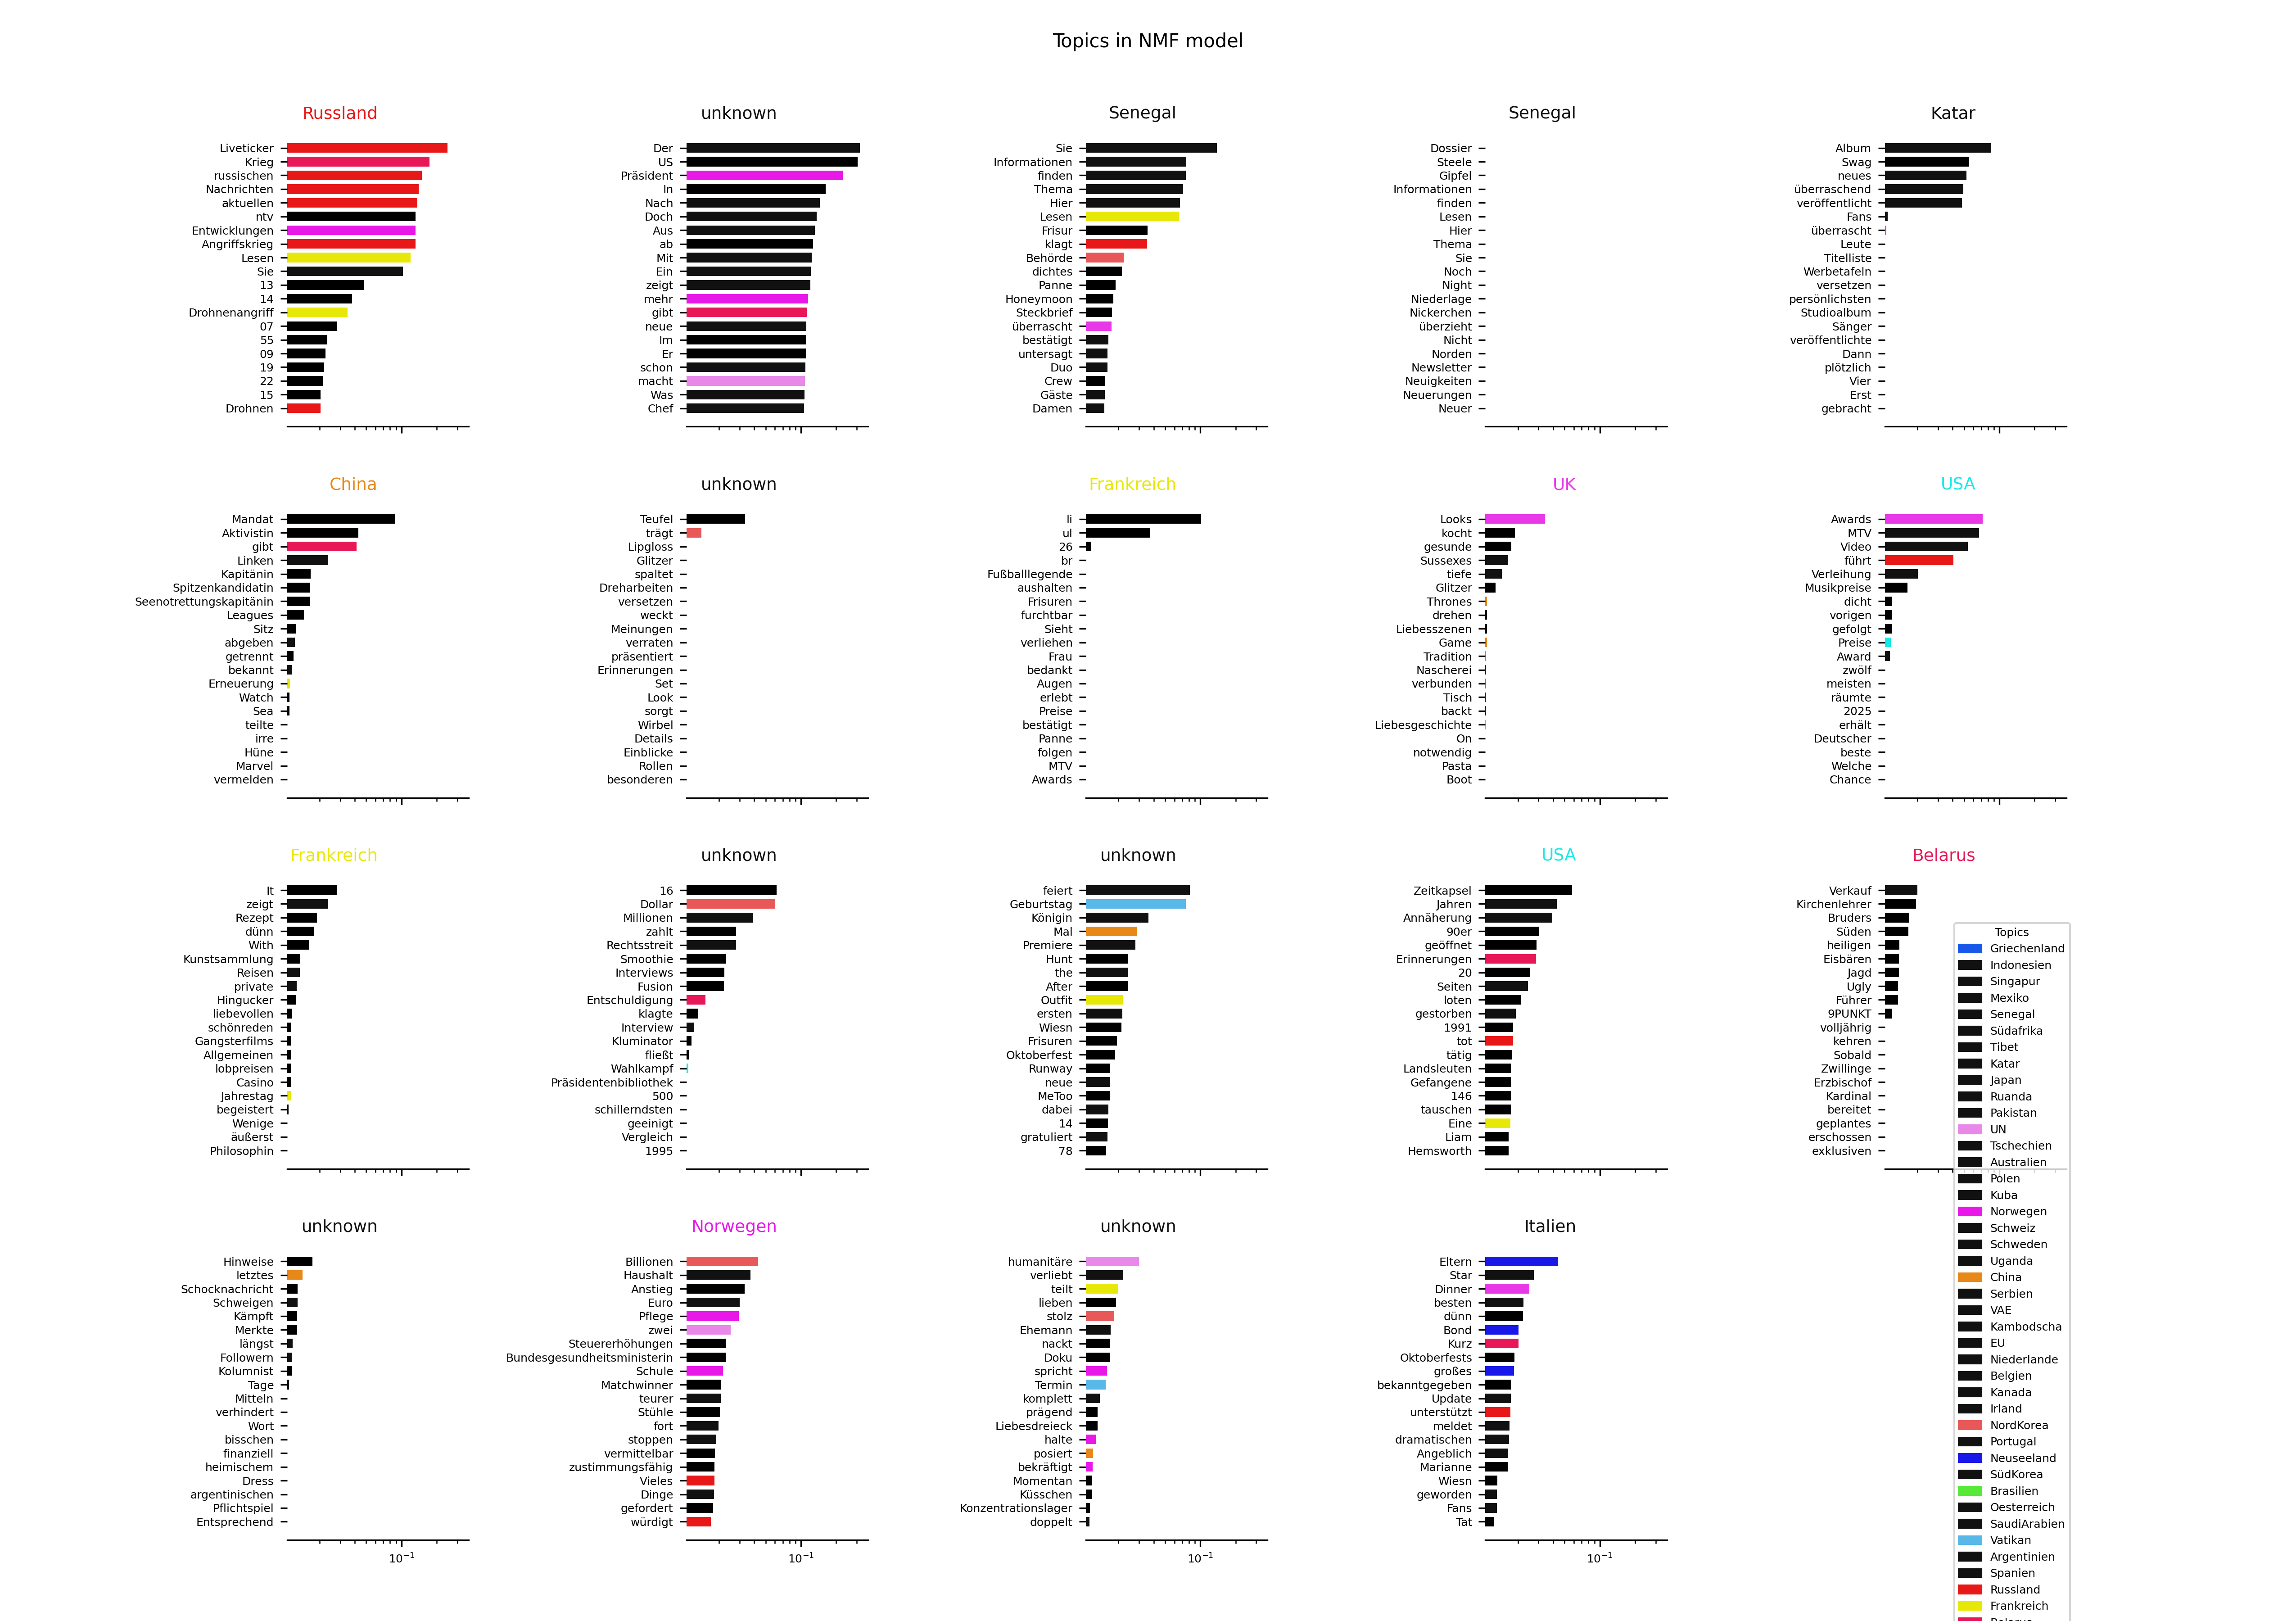 Topics in NMF model
Russland
Liveticker
Krieg
russischen
Nachrichten
aktuellen
ntv
Entwicklungen
Angriffskrieg
Lesen
Sie
13
14
Drohnenangriff
07
55
09
19
22
15
Drohnen
unknown
Der
US
Präsident
In
Nach
Doch
Aus
ab
Mit
Ein
zeigt
mehr
gibt
neue
Im
Er
schon
macht
Was
Chef
Senegal
Sie
Informationen
finden
Thema
Hier
Lesen
Frisur
klagt
Behörde
dichtes
Panne
Honeymoon
Steckbrief
überrascht
bestätigt
untersagt
Duo
Crew
Gäste
Damen
Senegal
Dossier
Steele
Gipfel
Informationen
finden
Lesen
Hier
Thema
Sie
Noch
Night
Niederlage
Nickerchen
überzieht
Nicht
Norden
Newsletter
Neuigkeiten
Neuerungen
Neuer
Katar
Album
Swag
neues
überraschend
veröffentlicht
Fans
überrascht
Leute
Titelliste
Werbetafeln
versetzen
persönlichsten
Studioalbum
Sänger
veröffentlichte
Dann
plötzlich
Vier
Erst
gebracht
China
Mandat
Aktivistin
gibt
Linken
Kapitänin
Spitzenkandidatin
Seenotrettungskapitänin
Leagues
Sitz
abgeben
getrennt
bekannt
Erneuerung
Watch
Sea
teilte
irre
Hüne
Marvel
vermelden
unknown
Teufel
trägt
Lipgloss
Glitzer
spaltet
Dreharbeiten
versetzen
weckt
Meinungen
verraten
präsentiert
Erinnerungen
Set
Look
sorgt
Wirbel
Details
Einblicke
Rollen
besonderen
Frankreich
li
ul
26
br
Fußballlegende
aushalten
Frisuren
furchtbar
Sieht
verliehen
Frau
bedankt
Augen
erlebt
Preise
bestätigt
Panne
folgen
MTV
Awards
UK
Looks
kocht
gesunde
Sussexes
tiefe
Glitzer
Thrones
drehen
Liebesszenen
Game
Tradition
Nascherei
verbunden
Tisch
backt
Liebesgeschichte
On
notwendig
Pasta
Boot
USA
Awards
MTV
Video
führt
Verleihung
Musikpreise
dicht
vorigen
gefolgt
Preise
Award
zwölf
meisten
räumte
2025
erhält
Deutscher
beste
Welche
Chance
Frankreich
It
zeigt
Rezept
dünn
With
Kunstsammlung
Reisen
private
Hingucker
liebevollen
schönreden
Gangsterfilms
Allgemeinen
lobpreisen
Casino
Jahrestag
begeistert
Wenige
äußerst
Philosophin
unknown
16
Dollar
Millionen
zahlt
Rechtsstreit
Smoothie
Interviews
Fusion
Entschuldigung
klagte
Interview
Kluminator
fließt
Wahlkampf
Präsidentenbibliothek
500
schillerndsten
geeinigt
Vergleich
1995
unknown
feiert
Geburtstag
Königin
Mal
Premiere
Hunt
the
After
Outfit
ersten
Wiesn
Frisuren
Oktoberfest
Runway
neue
MeToo
dabei
14
gratuliert
78
USA
Zeitkapsel
Jahren
Annäherung
90er
geöffnet
Erinnerungen
20
Seiten
loten
gestorben
1991
tot
tätig
Landsleuten
Gefangene
146
tauschen
Eine
Liam
Hemsworth
Belarus
Verkauf
Kirchenlehrer
Bruders
Süden
heiligen
Eisbären
Jagd
Ugly
Führer
9PUNKT
volljährig
kehren
Sobald
Zwillinge
Erzbischof
Kardinal
bereitet
geplantes
erschossen
exklusiven
unknown
Hinweise
letztes
Schocknachricht
Schweigen
Kämpft
Merkte
längst
Followern
Kolumnist
Tage
Mitteln
verhindert
Wort
bisschen
finanziell
heimischem
Dress
argentinischen
Pflichtspiel
Entsprechend
10⁻¹
Norwegen
Billionen
Haushalt
Anstieg
Euro
Pflege
zwei
Steuererhöhungen
Bundesgesundheitsministerin
Schule
Matchwinner
teurer
Stühle
fort
stoppen
vermittelbar
zustimmungsfähig
Vieles
Dinge
gefordert
würdigt
10⁻¹
unknown
humanitäre
verliebt
teilt
lieben
stolz
Ehemann
nackt
Doku
spricht
Termin
komplett
prägend
Liebesdreieck
halte
posiert
bekräftigt
Momentan
Küsschen
Konzentrationslager
doppelt
10⁻¹
Italien
Eltern
Star
Dinner
besten
dünn
Bond
Kurz
Oktoberfests
großes
bekanntgegeben
Update
unterstützt
meldet
dramatischen
Angeblich
Marianne
Wiesn
geworden
Fans
Tat
10⁻¹
Topics
Griechenland
Indonesien
Singapur
Mexiko
Senegal
Südafrika
Tibet
Katar
Japan
Ruanda
Pakistan
UN
Tschechien
Australien
Polen
Kuba
Norwegen
Schweiz
Schweden
Uganda
China
Serbien
VAE
Kambodscha
EU
Niederlande
Belgien
Kanada
Irland
NordKorea
Portugal
Neuseeland
SüdKorea
Brasilien
Oesterreich
SaudiArabien
Vatikan
Argentinien
Spanien
Russland
Frankreich